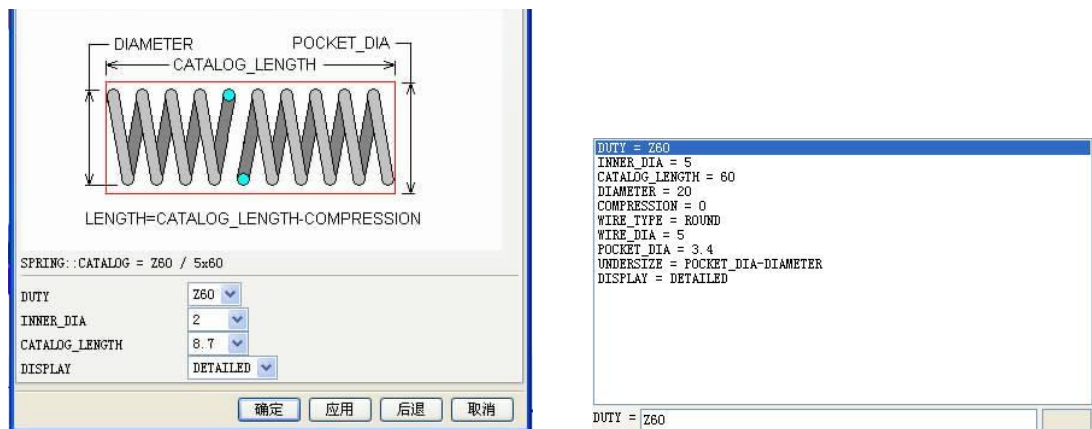 DIAMETER POCKET_DIA
CATALOG_LENGTH
LENGTH=CATALOG_LENGTH-COMPRESSION
SPRING::CATALOG = Z60 / 5x60
DUTY Z60
INNER_DIA 2
CATALOG_LENGTH 8.7
DISPLAY DETAILED
确定 应用 后退 取消
DUTY = Z60
INNER_DIA = 5
CATALOG_LENGTH = 60
DIAMETER = 20
COMPRESSION = 0
WIRE_TYPE = ROUND
WIRE_DIA = 5
POCKET_DIA = 3.4
UNDERSIZE = POCKET_DIA-DIAMETER
DISPLAY = DETAILED
DUTY = Z60